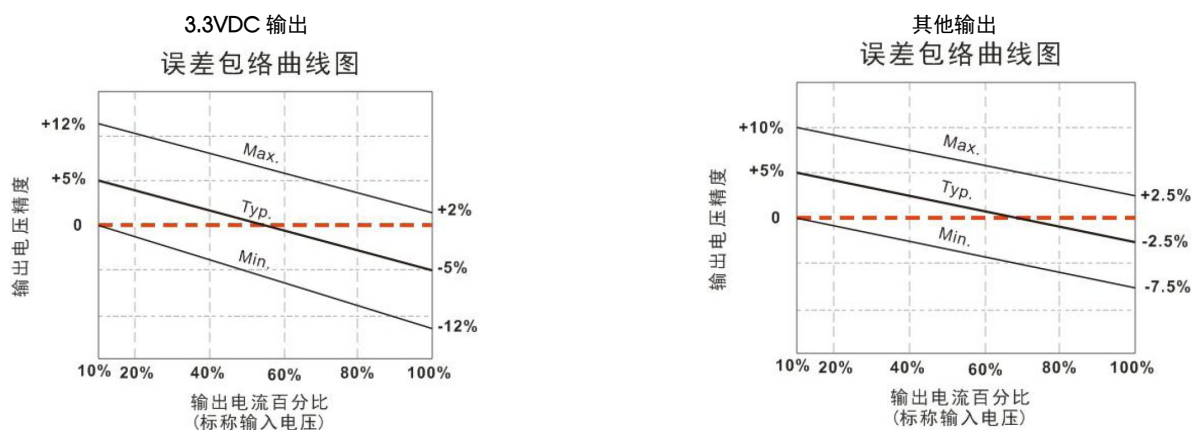 3.3VDC 输出
误差包络曲线图
+12%
+5%
0
Max.
Typ.
Min.
+2%
-5%
-12%
输出电压精度
10% 20% 40% 60% 80% 100%
输出电流百分比
(标称输入电压)
其他输出
误差包络曲线图
+10%
+5%
0
Max.
Typ.
Min.
+2.5%
-2.5%
-7.5%
输出电压精度
10% 20% 40% 60% 80% 100%
输出电流百分比
(标称输入电压)